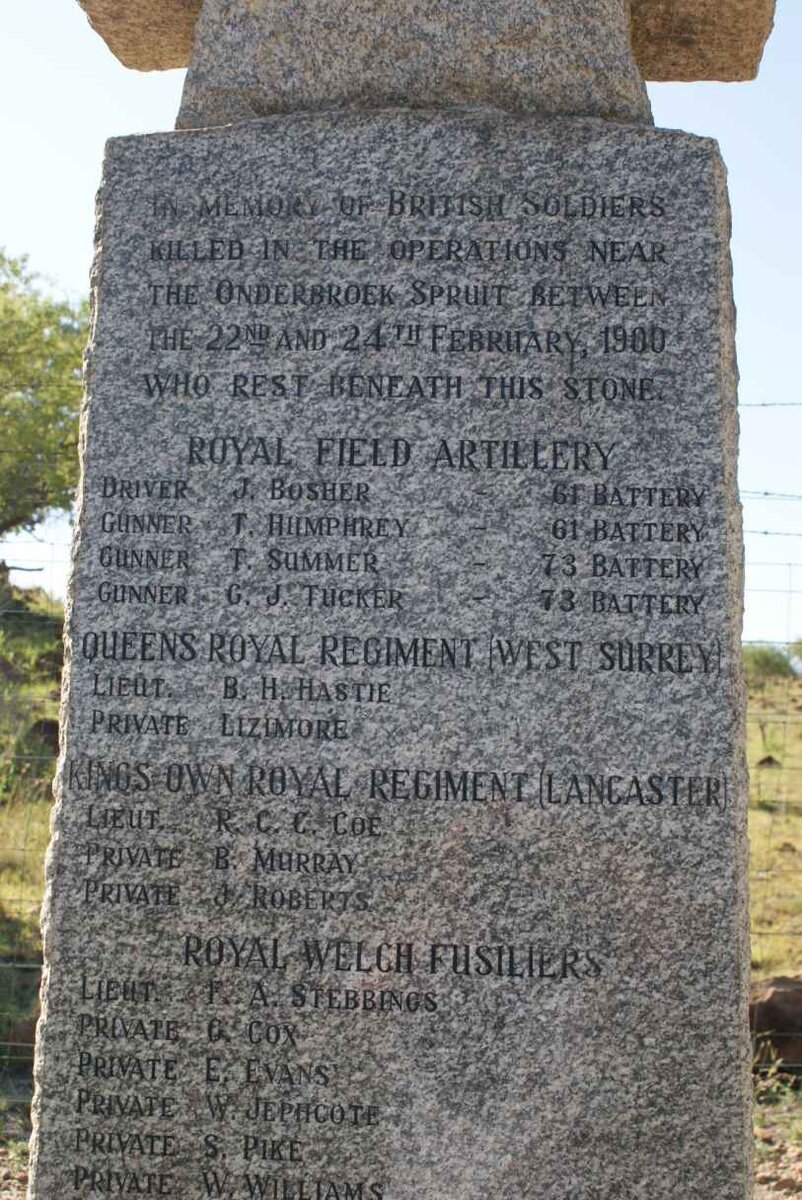 IN MEMORY OF BRITISH SOLDIERS
KILLED IN THE OPERATIONS NEAR
THE ONDERBROEK SPRUIT BETWEEN
THE 22ND AND 24TH FEBRUARY, 1900
WHO REST BENEATH THIS STONE.
ROYAL FIELD ARTILLERY
DRIVER J. BOSHER - 61 BATTERY
GUNNER T. HUMPHREY - 61 BATTERY
GUNNER T. SUMMER - 73 BATTERY
GUNNER G. J. TUCKER - 73 BATTERY
QUEENS ROYAL REGIMENT (WEST SURREY)
LIEUT. B. H. HASTIE
PRIVATE LIZIMORE
KINGS OWN ROYAL REGIMENT (LANCASTER)
LIEUT. R. C. C. COE
PRIVATE B. MURRAY
PRIVATE J. ROBERTS
ROYAL WELCH FUSILIERS
LIEUT. F. A. STEBBINGS
PRIVATE G. COX
PRIVATE E. EVANS
PRIVATE W. JEPHCOTE
PRIVATE S. PIKE
PRIVATE W. WILLIAMS